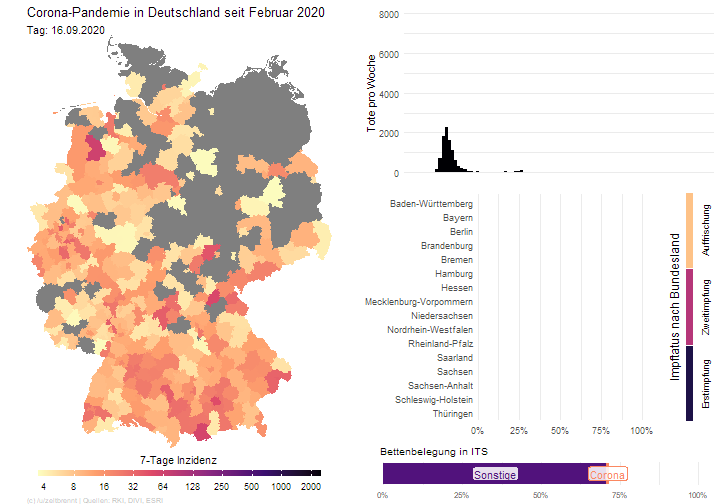 Corona-Pandemie in Deutschland seit Februar 2020
Tag: 16.09.2020
7-Tage Inzidenz
4 8 16 32 64 125 250 500 1000 2000
(c) /u/zeitbrennt | Quellen: RKI, DIVI, ESRI
Tote pro Woche
8000
6000
4000
2000
0
Impfstatus nach Bundesland
Baden-Württemberg
Bayern
Berlin
Brandenburg
Bremen
Hamburg
Hessen
Mecklenburg-Vorpommern
Niedersachsen
Nordrhein-Westfalen
Rheinland-Pfalz
Saarland
Sachsen
Sachsen-Anhalt
Schleswig-Holstein
Thüringen
0% 25% 50% 75% 100%
Auffrischung
Zweitimpfung
Erstimpfung
Bettenbelegung in ITS
Sonstige Corona
0% 25% 50% 75% 100%